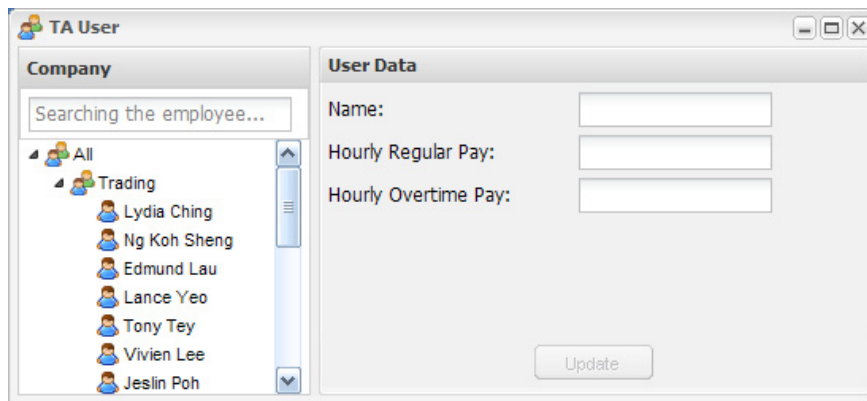 TA User
Company
Searching the employee...
All
Trading
Lydia Ching
Ng Koh Sheng
Edmund Lau
Lance Yeo
Tony Tey
Vivien Lee
Jeslin Poh
User Data
Name:
Hourly Regular Pay:
Hourly Overtime Pay:
Update